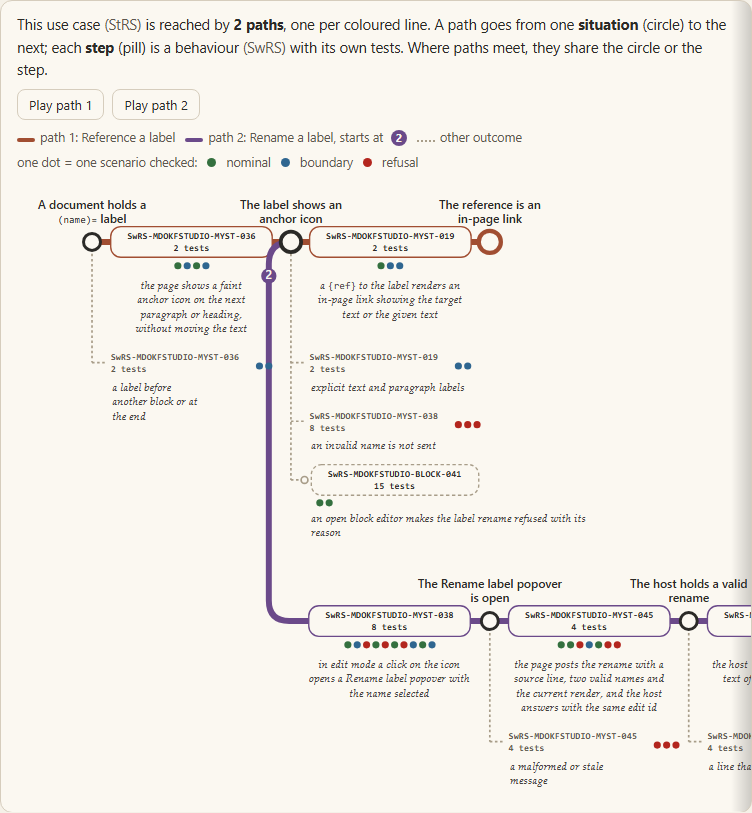 This use case (StRS) is reached by 2 paths, one per coloured line. A path goes from one situation (circle) to the
next; each step (pill) is a behaviour (SwRS) with its own tests. Where paths meet, they share the circle or the
step.
Play path 1
Play path 2
path 1: Reference a label
path 2: Rename a label, starts at 2
..... other outcome
one dot = one scenario checked:
nominal
boundary
refusal
A document holds a
(name)= label
The label shows an
anchor icon
The reference is an
in-page link
SwRS-MDOKFSTUDIO-MYST-036
2 tests
SwRS-MDOKFSTUDIO-MYST-019
2 tests
2
the page shows a faint
anchor icon on the next
paragraph or heading,
without moving the text
a {ref} to the label renders an
in-page link showing the target
text or the given text
SwRS-MDOKFSTUDIO-MYST-036
2 tests
a label before
another block or at
the end
SwRS-MDOKFSTUDIO-MYST-019
2 tests
explicit text and paragraph labels
SwRS-MDOKFSTUDIO-MYST-038
8 tests
an invalid name is not sent
SwRS-MDOKFSTUDIO-BLOCK-041
15 tests
an open block editor makes the label rename refused with its
reason
The Rename label popover
is open
The host holds a valid
rename
SwRS-MDOKFSTUDIO-MYST-038
8 tests
SwRS-MDOKFSTUDIO-MYST-045
4 tests
SwRS-M
in edit mode a click on the icon
opens a Rename label popover with
the name selected
the page posts the rename with a
source line, two valid names and
the current render, and the host
answers with the same edit id
the host
text of
SwRS-MDOKFSTUDIO-MYST-045
4 tests
a malformed or stale
message
SwRS-MDOK
4 tests
a line tha